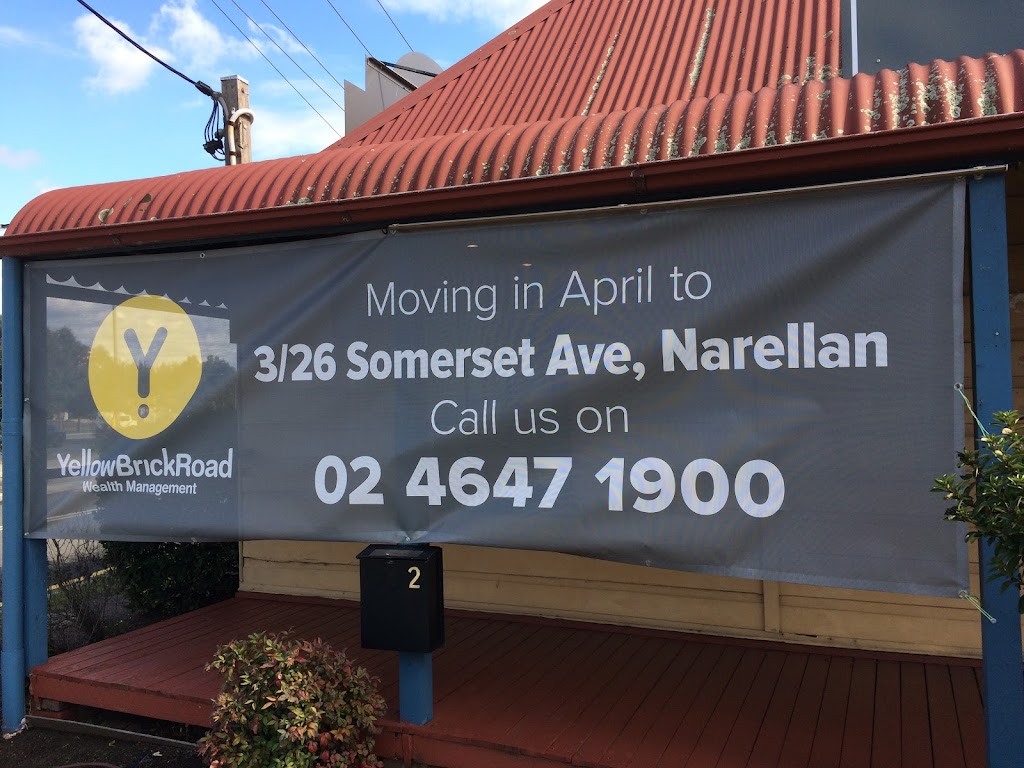 Moving in April to
3/26 Somerset Ave, Narellan
Call us on
02 4647 1900
Y
YellowBrickRoad
Wealth Management
2